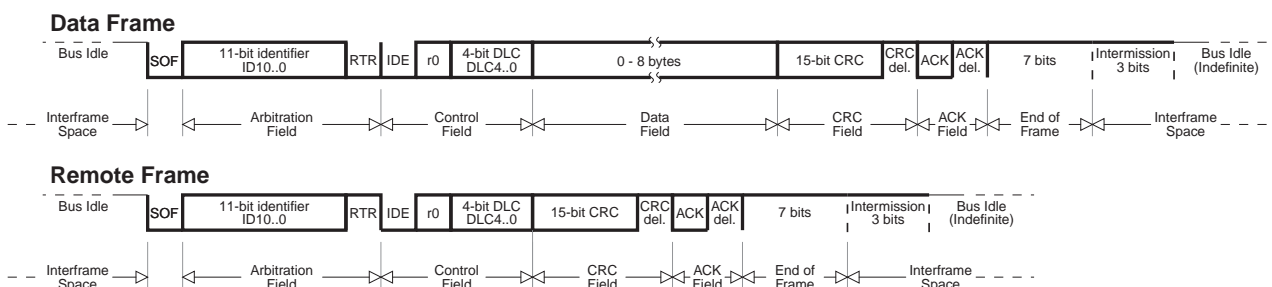 Data Frame
Bus Idle SOF 11-bit identifier ID10..0 RTR IDE r0 4-bit DLC DLC4..0 0 - 8 bytes 15-bit CRC CRC del. ACK ACK del. 7 bits Intermission 3 bits Bus Idle (Indefinite)
Interframe Space Arbitration Field Control Field Data Field CRC Field ACK Field End of Frame Interframe Space
Remote Frame
Bus Idle SOF 11-bit identifier ID10..0 RTR IDE r0 4-bit DLC DLC4..0 15-bit CRC CRC del. ACK ACK del. 7 bits Intermission 3 bits Bus Idle (Indefinite)
Interframe Space Arbitration Field Control Field CRC Field ACK Field End of Frame Interframe Space